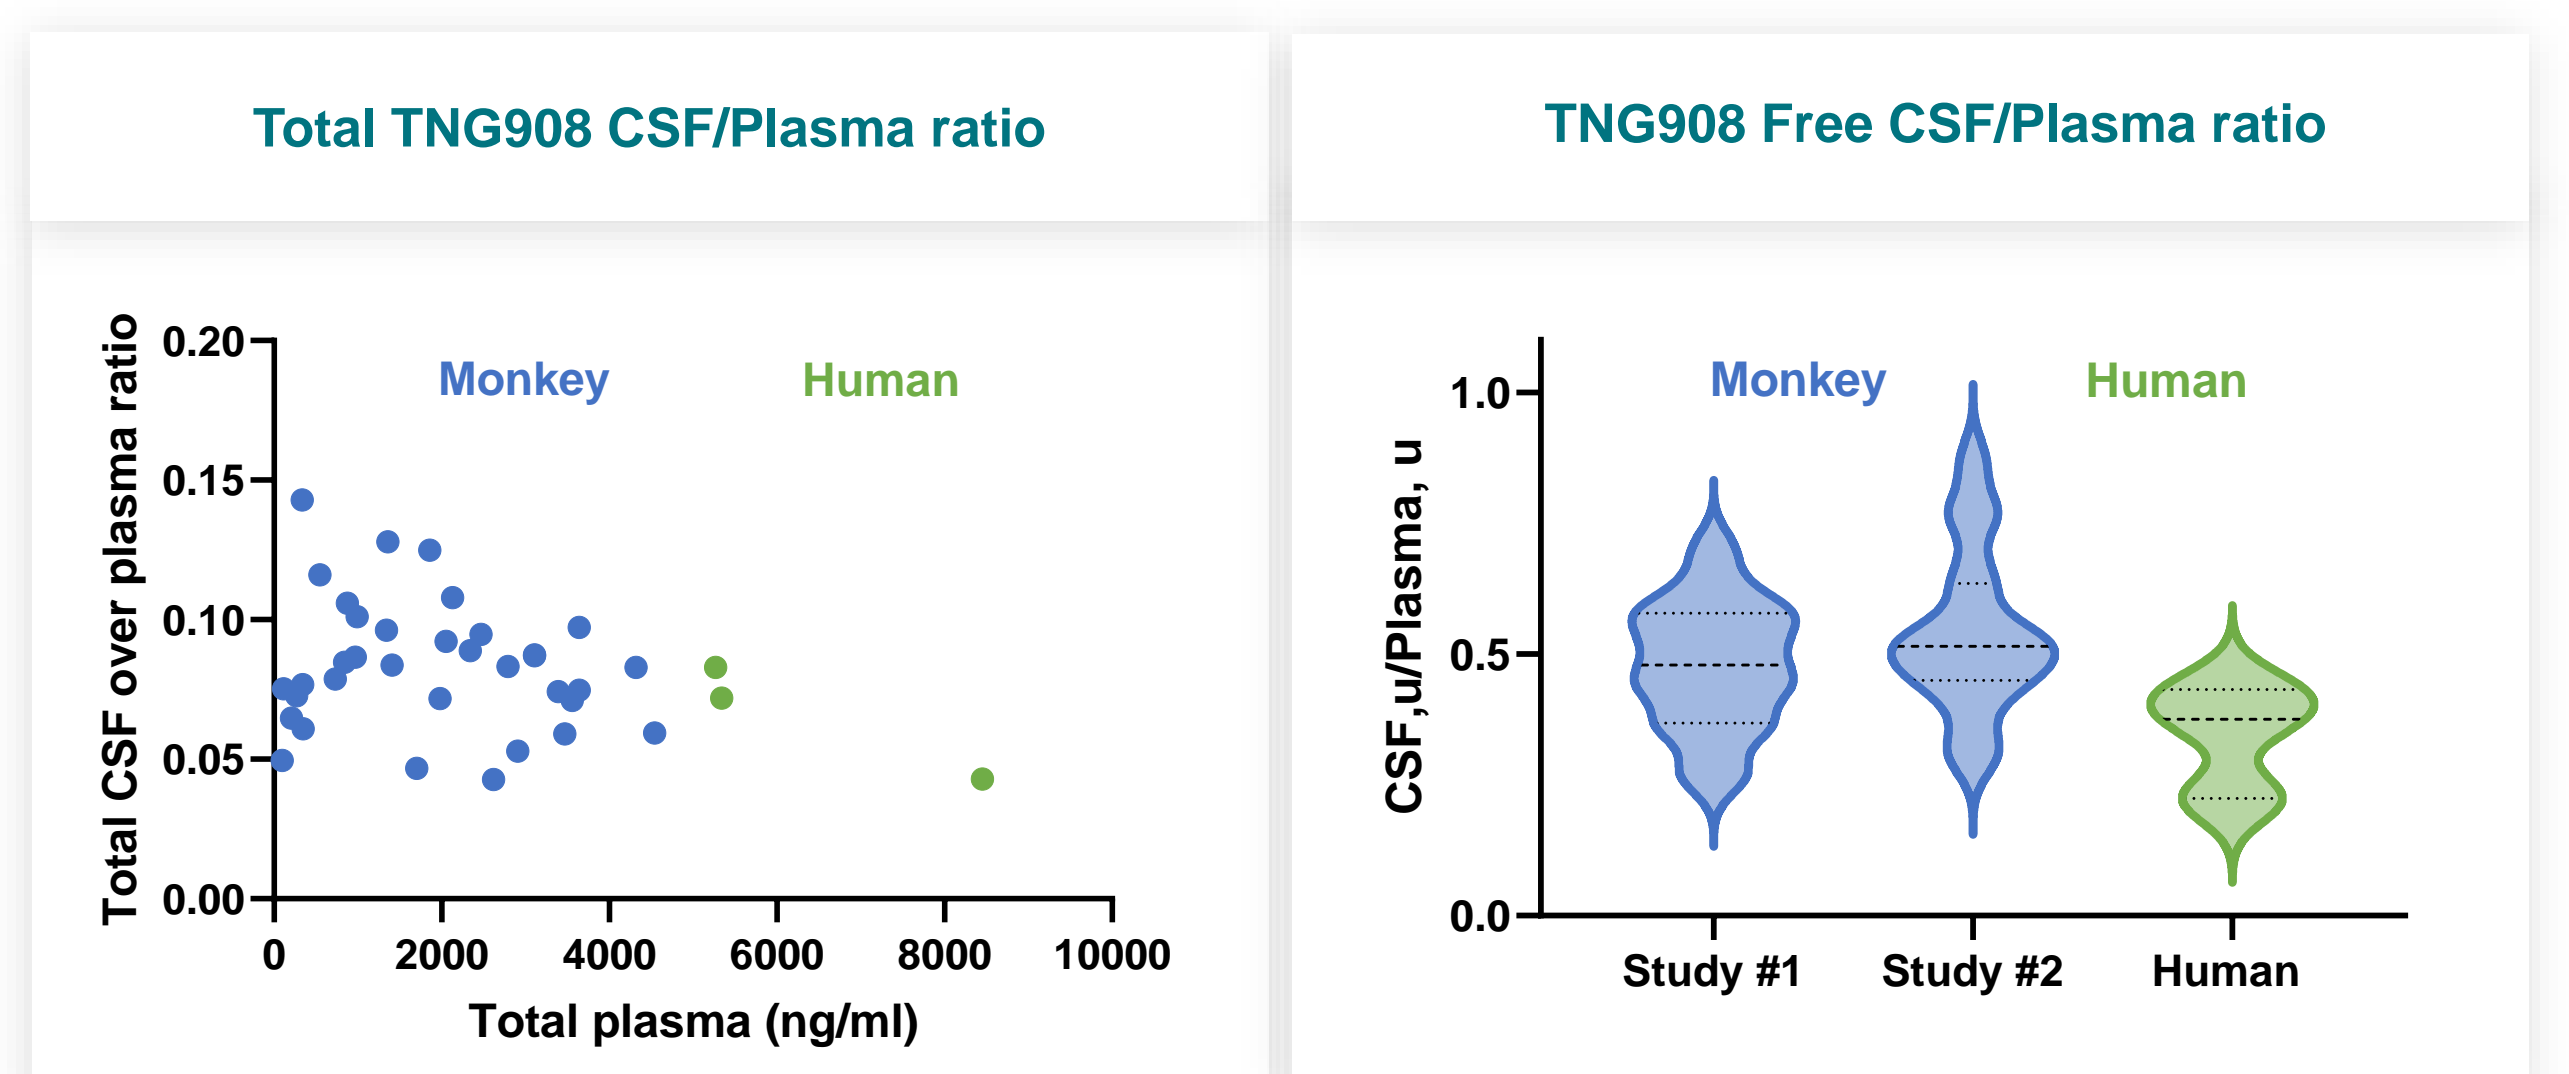 Total TNG908 CSF/Plasma ratio
Total CSF over plasma ratio
0.20
0.15
0.10
0.05
0.00
Monkey
Human
0
2000
4000
6000
8000
10000
Total plasma (ng/ml)
TNG908 Free CSF/Plasma ratio
CSF,u/Plasma, u
1.0
0.5
0.0
Monkey
Human
Study #1
Study #2
Human